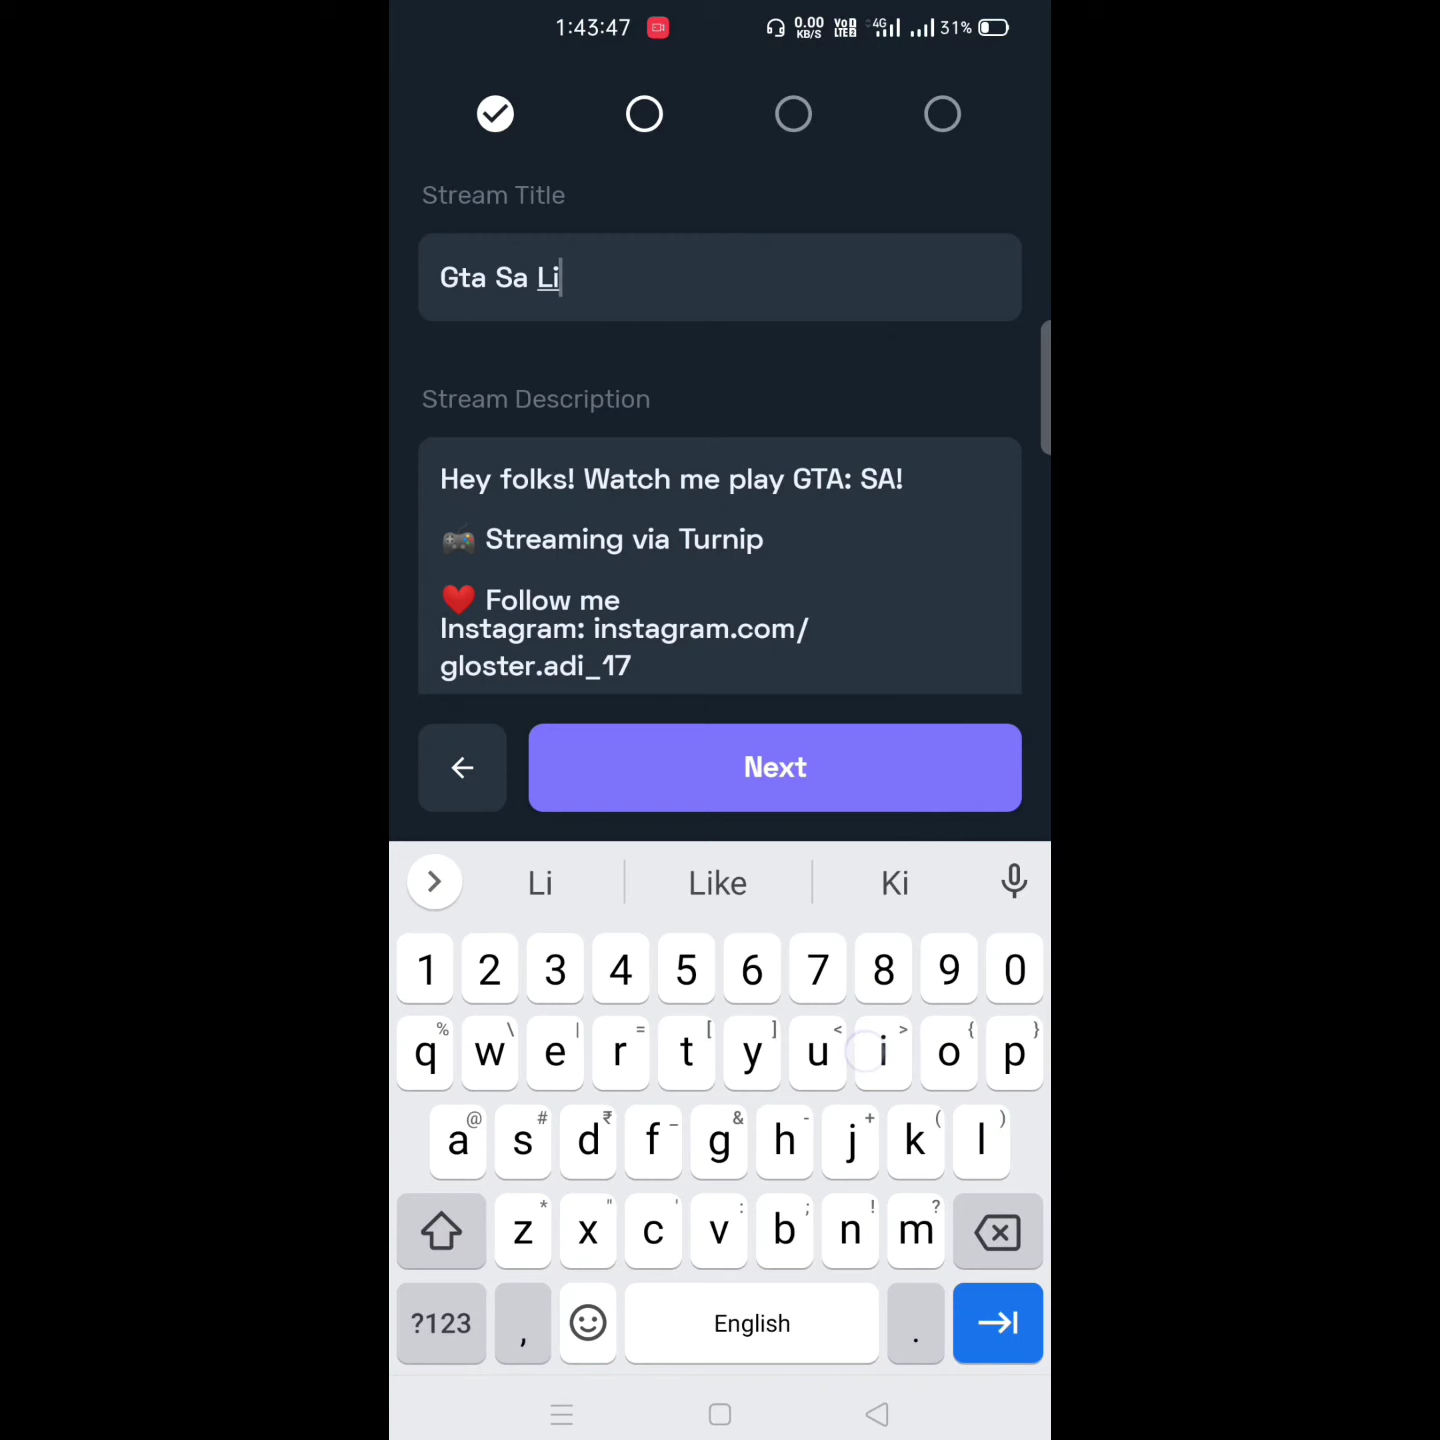 1:43:47 0.00 KB/S VoD LTE2 4G 31%
Stream Title
Gta Sa Li
Stream Description
Hey folks! Watch me play GTA: SA!
🎮 Streaming via Turnip
❤️ Follow me
Instagram: instagram.com/
gloster.adi_17
Next
Li Like Ki
1 2 3 4 5 6 7 8 9 0
% \ | = [ ] < > { }
q w e r t y u i o p
@ # ₹ _ & - + ( )
a s d f g h j k l
* " ' : ; ! ?
z x c v b n m
?123 , English .